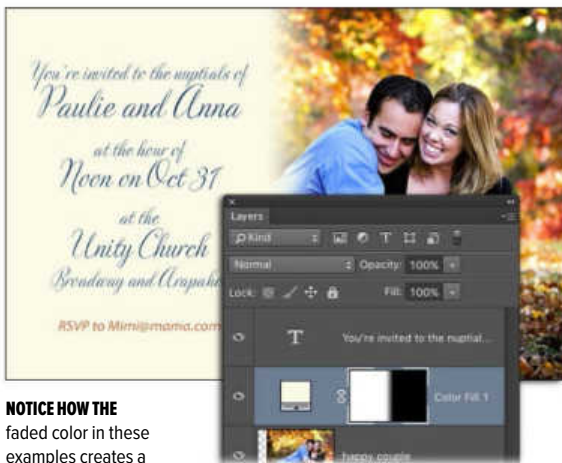 You're invited to the nuptials of
Paulie and Anna
at the hour of
Noon on Oct 31
at the
Unity Church
Broadway and Arapaho
RSVP to Mimi@mama.com
Layers
Kind
Normal
Opacity: 100%
Lock:
Fill: 100%
T
You're invited to the nuptial...
Color Fill 1
happy couple
NOTICE HOW THE
faded color in these
examples creates a